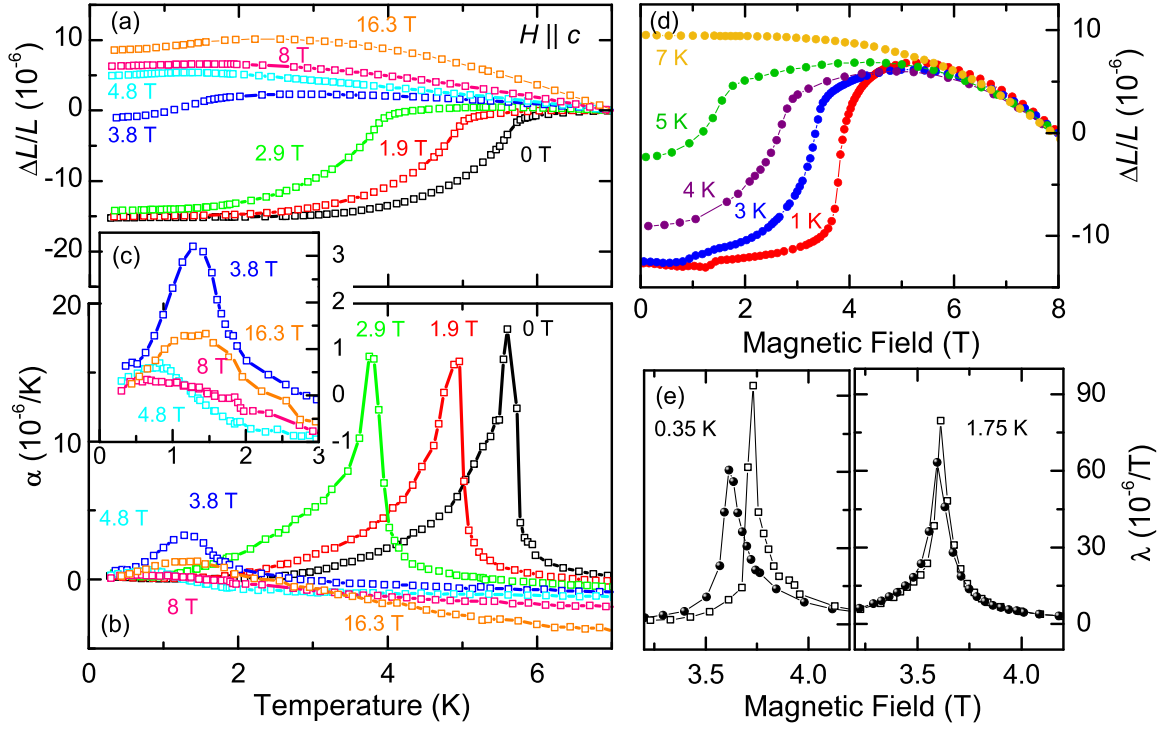 (a)
16.3 T
H || c
8 T
4.8 T
3.8 T
2.9 T
1.9 T
0 T
10
0
-10
-20
ΔL/L (10⁻⁶)
(c)
3.8 T
16.3 T
8 T
4.8 T
3
2
1
0
-1
1
2
3
20
10
0
α (10⁻⁶/K)
2.9 T
1.9 T
0 T
4.8 T
3.8 T
8 T
16.3 T
(b)
0
2
4
6
Temperature (K)
(d)
7 K
5 K
4 K
3 K
1 K
10
0
-10
ΔL/L (10⁻⁶)
0
2
4
6
8
Magnetic Field (T)
(e)
0.35 K
1.75 K
90
60
30
0
λ (10⁻⁶/T)
3.5
4.0
3.5
4.0
Magnetic Field (T)